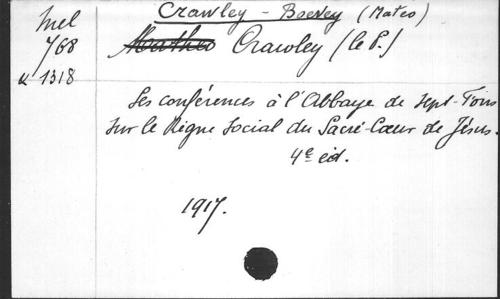 Crawley - Boevey (Mateo)
Mel
768
K 1318
Matheo Crawley (le P.)
Ses conférences à l'Abbaye de Sept-Fons
sur le Règne Social du Sacré-Cœur de Jésus.
4e éd.
1917.